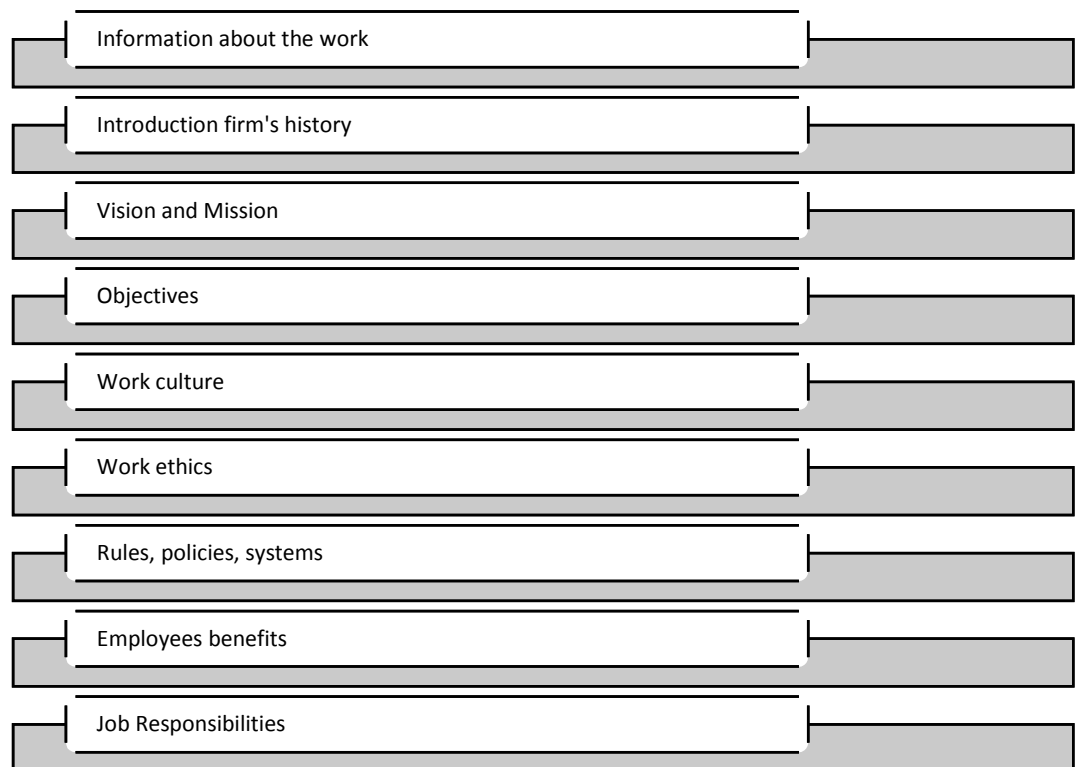 Information about the work
Introduction firm's history
Vision and Mission
Objectives
Work culture
Work ethics
Rules, policies, systems
Employees benefits
Job Responsibilities